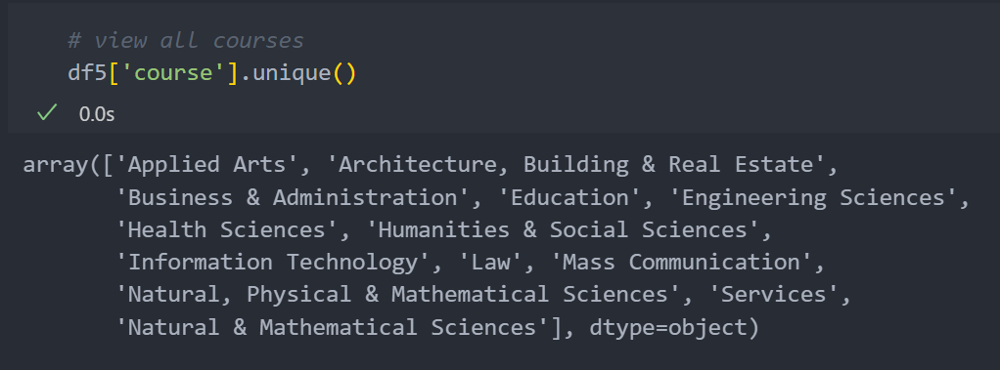 # view all courses
df5['course'].unique()
0.0s
array(['Applied Arts', 'Architecture, Building & Real Estate',
'Business & Administration', 'Education', 'Engineering Sciences',
'Health Sciences', 'Humanities & Social Sciences',
'Information Technology', 'Law', 'Mass Communication',
'Natural, Physical & Mathematical Sciences', 'Services',
'Natural & Mathematical Sciences'], dtype=object)